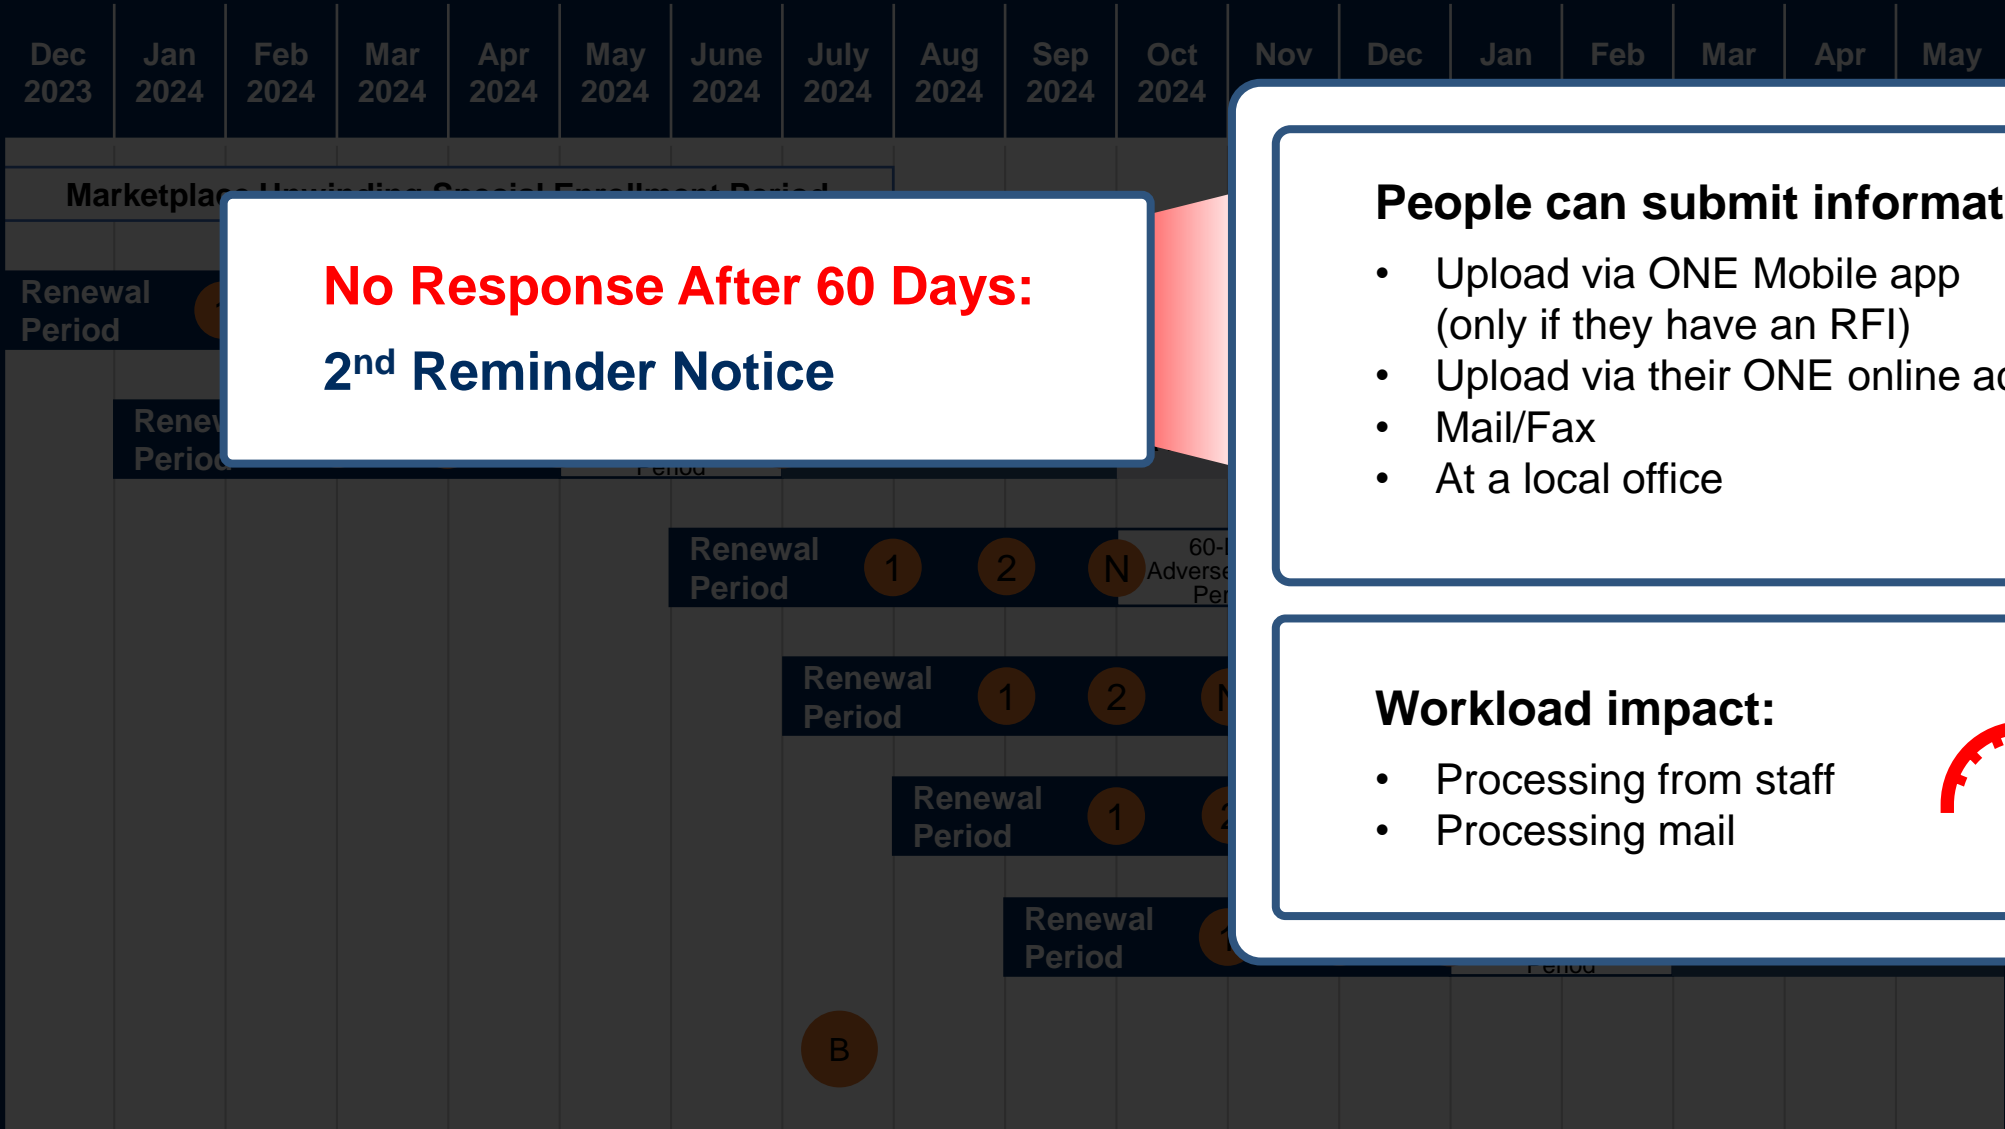 Dec Jan Feb Mar Apr May June July Aug Sep Oct Nov Dec Jan Feb Mar Apr May
2023 2024 2024 2024 2024 2024 2024 2024 2024 2024 2024
Period
Renewal
Period
Period
Period
No Response After 60 Days:
2nd Reminder Notice
People can submit
• Upload via ONE Mobile app
(only if they have an RFI)
• Upload via their ONE online
• Mail/Fax
• At a local office
Workload impact:
• Processing from staff
• Processing mail
Renewal
Period
1 2 N
Renewal
Period
1 2
Renewal
Period
1
Renewal
Period
Period
B